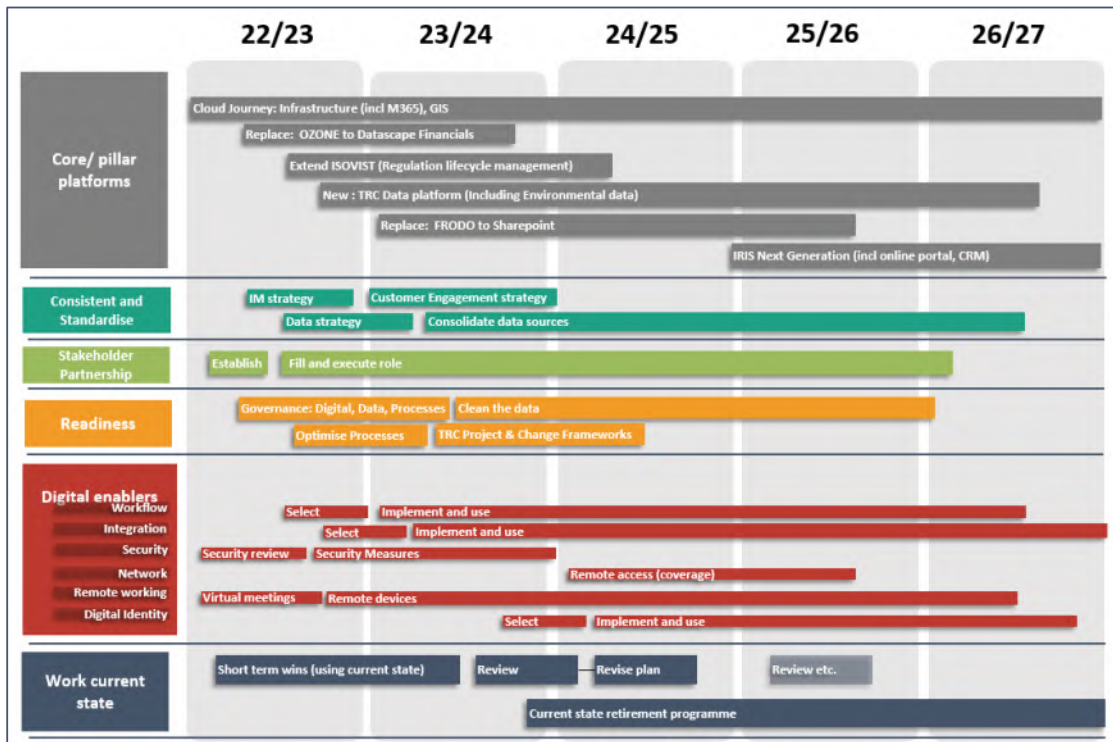 22/23 23/24 24/25 25/26 26/27
Core/ pillar
platforms
Cloud Journey: Infrastructure (incl M365), GIS
Replace: OZONE to Datascape Financials
Extend ISOVIST (Regulation lifecycle management)
New : TRC Data platform (Including Environmental data)
Replace: FRODO to Sharepoint
IRIS Next Generation (incl online portal, CRM)
Consistent and
Standardise
IM strategy Customer Engagement strategy
Data strategy Consolidate data sources
Stakeholder
Partnership
Establish Fill and execute role
Readiness
Governance: Digital, Data, Processes Clean the data
Optimise Processes TRC Project & Change Frameworks
Digital enablers
Workflow Select Implement and use
Integration Select Implement and use
Security Security review Security Measures
Network Remote access (coverage)
Remote working Virtual meetings Remote devices
Digital Identity Select Implement and use
Work current
state
Short term wins (using current state) Review Revise plan Review etc.
Current state retirement programme